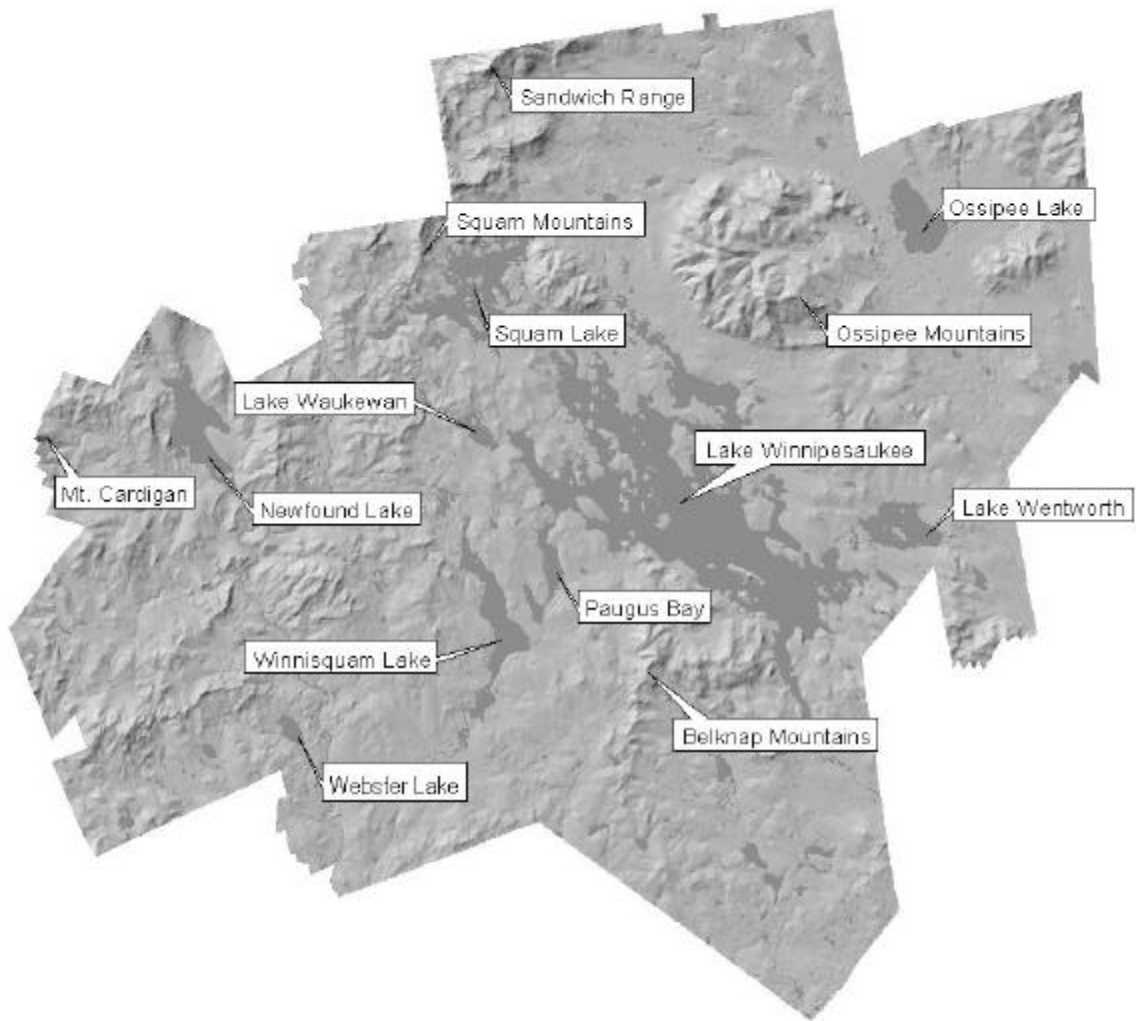 Sandwich Range
Ossipee Lake
Squam Mountains
Squam Lake
Ossipee Mountains
Lake Waukewan
Lake Winnipesaukee
Mt. Cardigan
Newfound Lake
Lake Wentworth
Paugus Bay
Winnisquam Lake
Belknap Mountains
Webster Lake